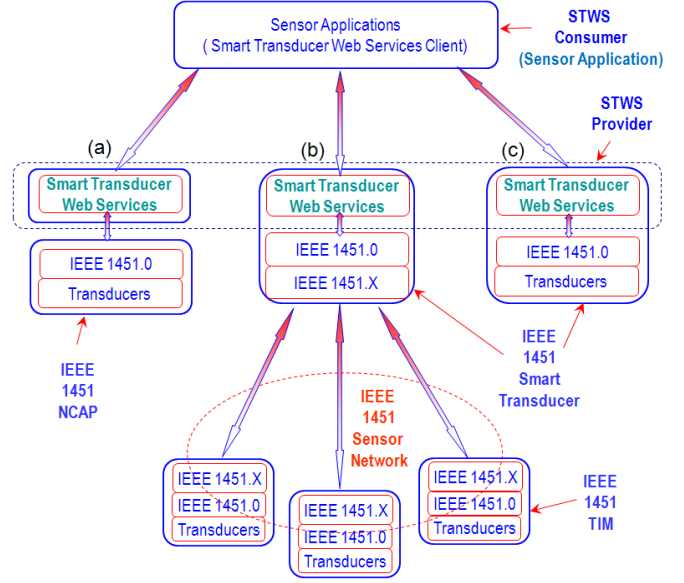 Sensor Applications
( Smart Transducer Web Services Client)
STWS
Consumer
(Sensor Application)
STWS
Provider
(a)
(b)
(c)
Smart Transducer
Web Services
Smart Transducer
Web Services
Smart Transducer
Web Services
IEEE 1451.0
Transducers
IEEE 1451.0
IEEE 1451.X
IEEE 1451.0
Transducers
IEEE
1451
NCAP
IEEE
1451
Smart
Transducer
IEEE
1451
Sensor
Network
IEEE 1451.X
IEEE 1451.0
Transducers
IEEE 1451.X
IEEE 1451.0
Transducers
IEEE 1451.X
IEEE 1451.0
Transducers
IEEE
1451
TIM